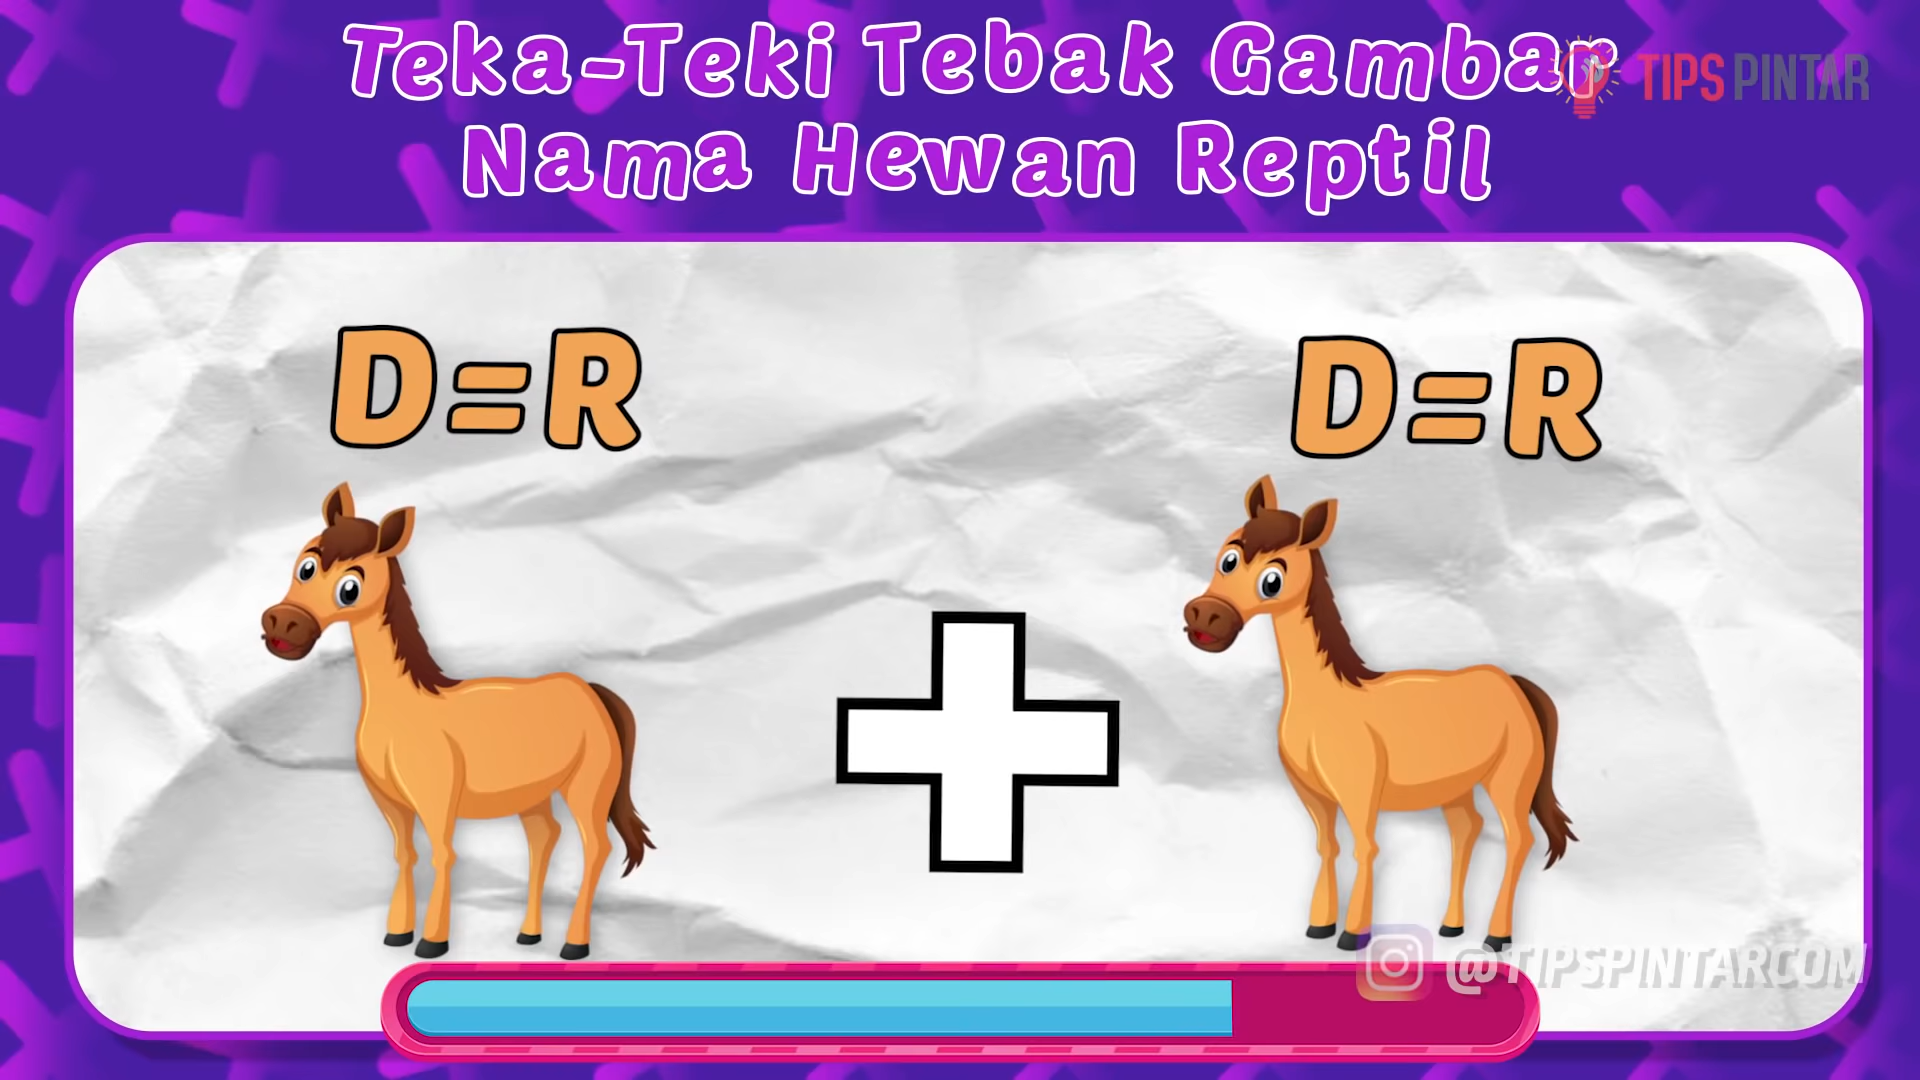 Teka-Teki Tebak Gambar
TIPS PINTAR
Nama Hewan Reptil
D=R
D=R
@TIPSPINTARCOM